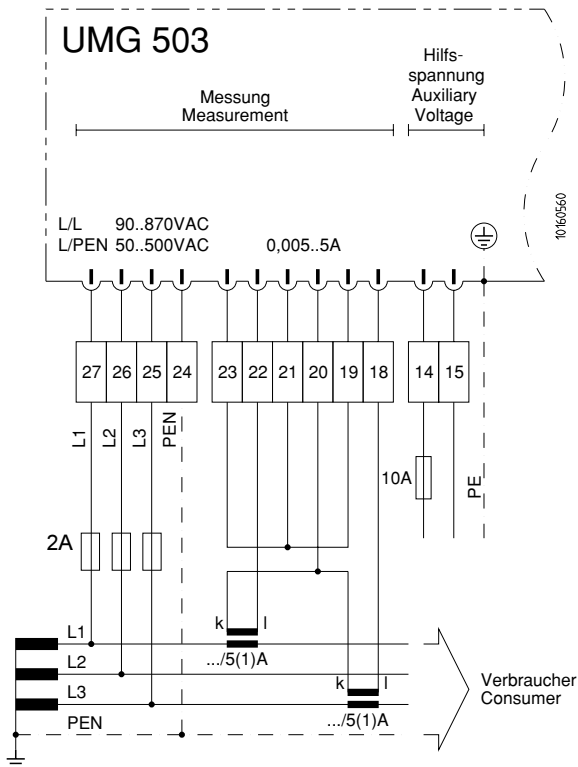 UMG 503
Hilfs-
spannung
Auxiliary
Voltage
Messung
Measurement
10160560
L/L 90..870VAC
L/PEN 50..500VAC
0,005..5A
27 26 25 24 23 22 21 20 19 18 14 15
L1
L2
L3
PEN
10A
PE
2A
L1
k l
.../5(1)A
L2
L3
k l
.../5(1)A
PEN
Verbraucher
Consumer